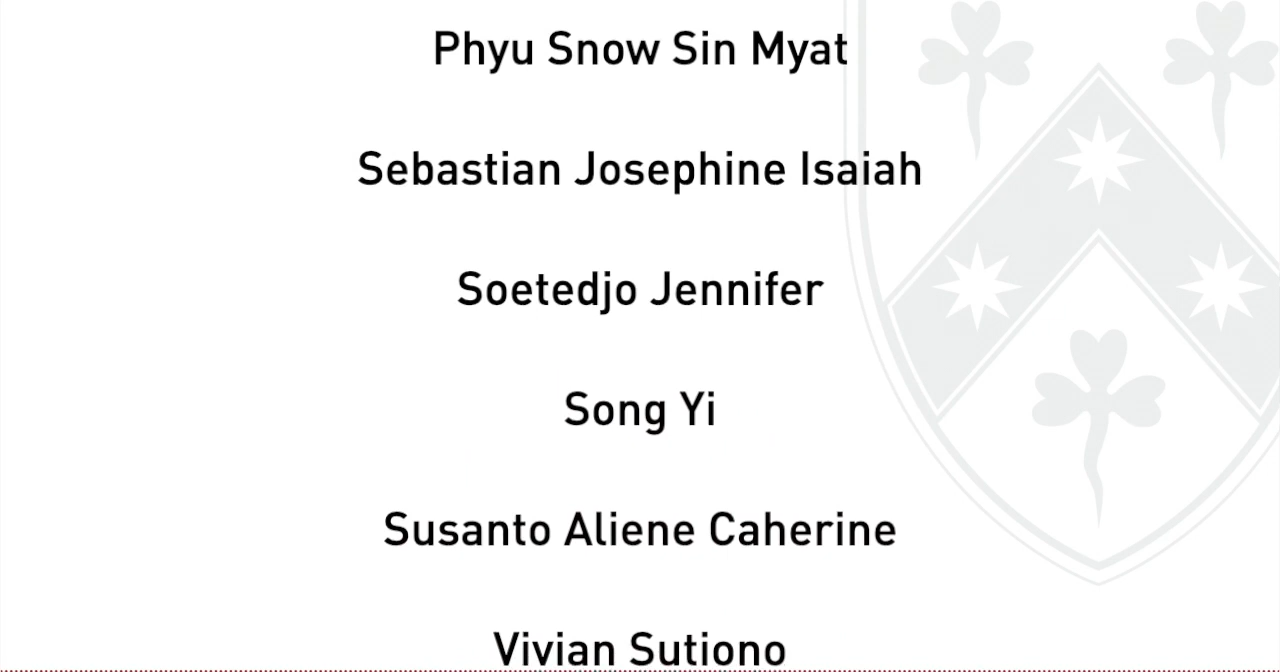 Phyu Snow Sin Myat
Sebastian Josephine Isaiah
Soetedjo Jennifer
Song Yi
Susanto Aliene Caherine
Vivian Sutiono